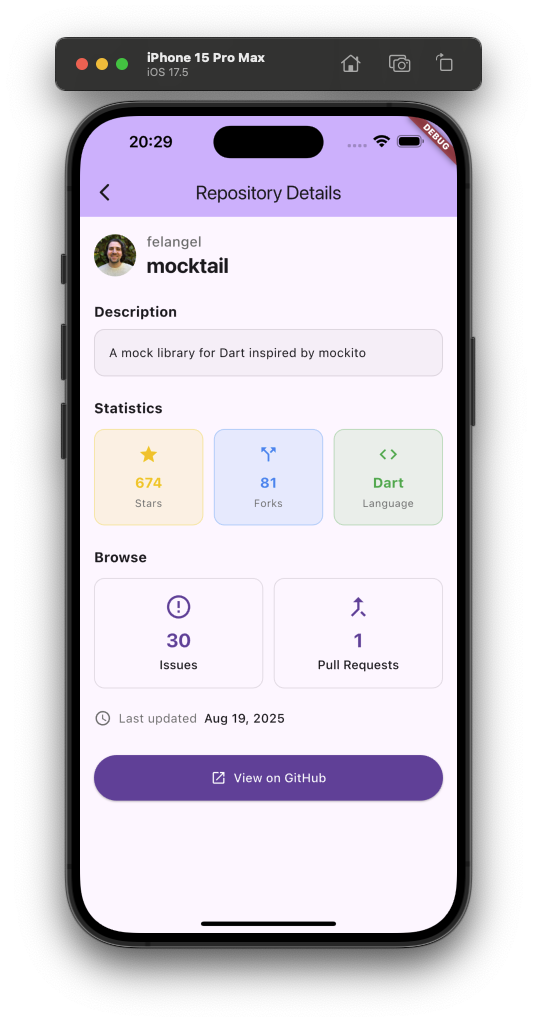 iPhone 15 Pro Max
iOS 17.5
20:29
DEBUG
Repository Details
felangel
mocktail
Description
A mock library for Dart inspired by mockito
Statistics
674 81 Dart
Stars Forks Language
Browse
30 1
Issues Pull Requests
Last updated Aug 19, 2025
View on GitHub